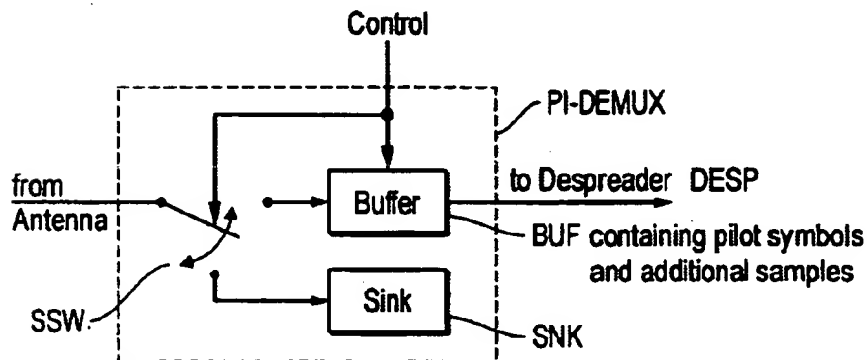 Control
PI-DEMUX
from
Antenna
Buffer
to Despreader DESP
BUF containing pilot symbols
and additional samples
SSW.
Sink
SNK